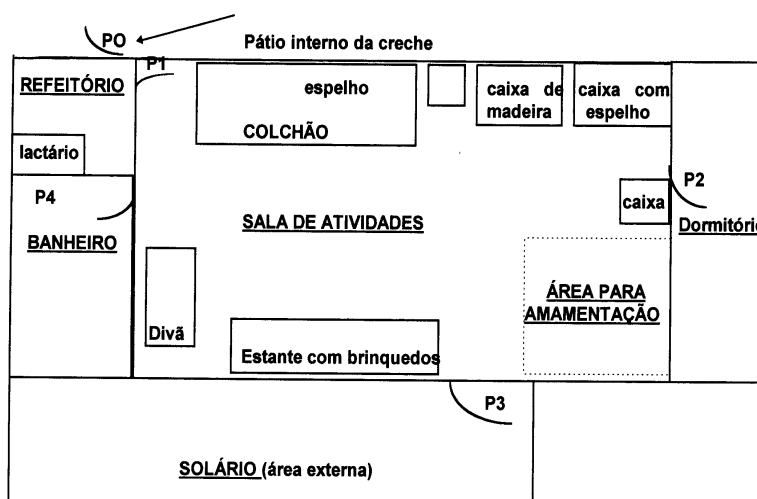 PO
Pátio interno da creche
P1
REFEITÓRIO
espelho
COLCHÃO
caixa de
madeira
caixa com
espelho
lactário
P4
BANHEIRO
SALA DE ATIVIDADES
caixa
P2
Dormitório
ÁREA PARA
AMAMENTAÇÃO
Divã
Estante com brinquedos
P3
SOLÁRIO (área externa)